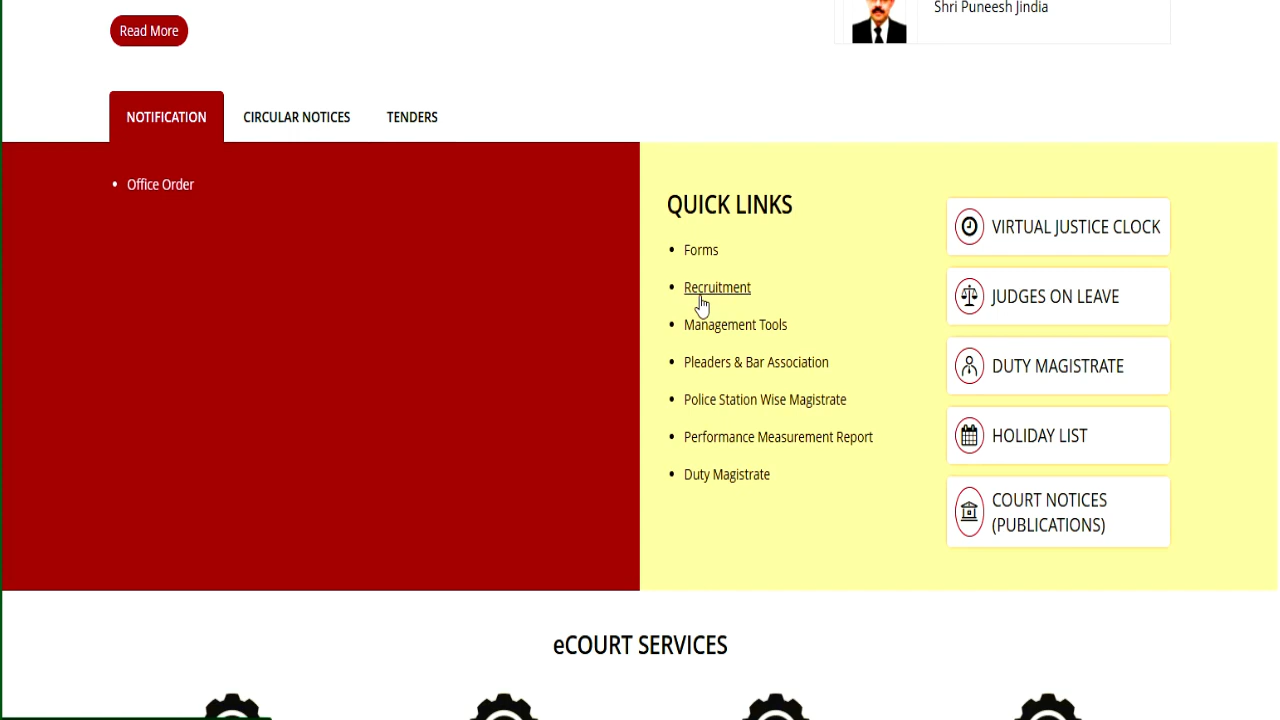 Shri Puneesh Jindia
Read More
NOTIFICATION
CIRCULAR NOTICES
TENDERS
Office Order
QUICK LINKS
Forms
Recruitment
Management Tools
Pleaders & Bar Association
Police Station Wise Magistrate
Performance Measurement Report
Duty Magistrate
VIRTUAL JUSTICE CLOCK
JUDGES ON LEAVE
DUTY MAGISTRATE
HOLIDAY LIST
COURT NOTICES
(PUBLICATIONS)
eCOURT SERVICES